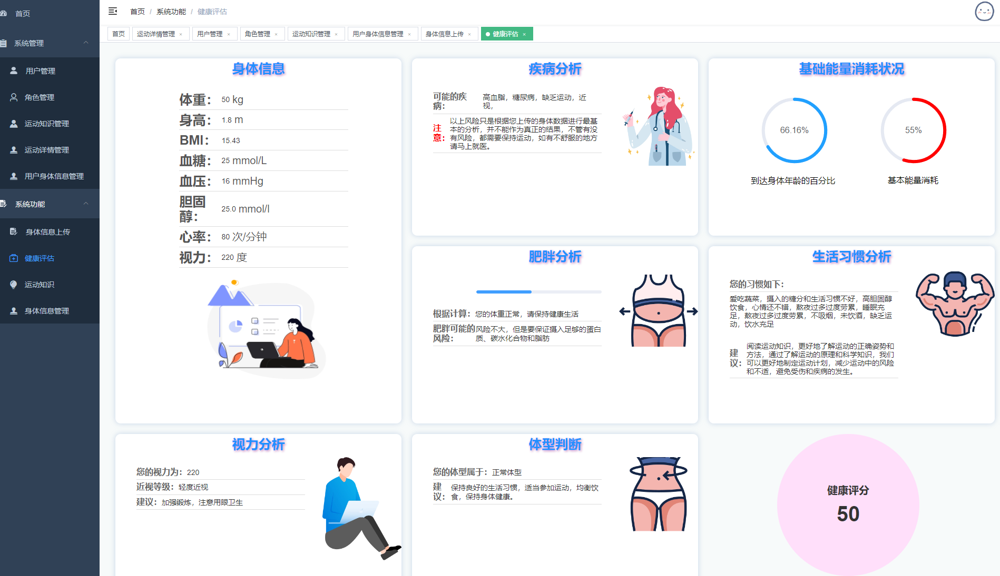 首页
系统管理
用户管理
角色管理
运动知识管理
运动详情管理
用户身体信息管理
系统功能
身体信息上传
健康评估
运动知识
身体信息管理
首页 / 系统功能 / 健康评估
首页 运动详情管理 × 用户管理 × 角色管理 × 运动知识管理 × 用户身体信息管理 × 身体信息上传 × 健康评估 ×
身体信息
体重： 50 kg
身高： 1.8 m
BMI： 15.43
血糖： 25 mmol/L
血压： 16 mmHg
胆固
醇： 25.0 mmol/l
心率： 80 次/分钟
视力： 220 度
疾病分析
可能的疾
病：
高血脂，糖尿病，缺乏运动，近
视，
注
意：
以上风险只是根据您上传的身体数据进行最基
本的分析，并不能作为真正的结果，不管有没
有风险，都需要保持运动，如有不舒服的地方
请马上就医。
基础能量消耗状况
66.16%
到达身体年龄的百分比
55%
基本能量消耗
肥胖分析
根据计算： 您的体重正常，请保持健康生活
肥胖可能的
风险：
风险不大，但是要保证摄入足够的蛋白
质、碳水化合物和脂肪
生活习惯分析
您的习惯如下：
爱吃蔬菜，摄入的糖分和生活习惯不好，高胆固醇
饮食，心情还不错，熬夜过多过度劳累，睡眠充
足，熬夜过多过度劳累，不吸烟，未饮酒，缺乏运
动，饮水充足
建
议：
阅读运动知识，更好地了解运动的正确姿势和
方法，通过了解运动的原理和科学知识，我们
可以更好地制定运动计划，减少运动中的风险
和不适，避免受伤和疾病的发生。
视力分析
您的视力为： 220
近视等级： 轻度近视
建议： 加强锻炼，注意用眼卫生
体型判断
您的体型属于： 正常体型
建
议：
保持良好的生活习惯，适当参加运动，均衡饮
食，保持身体健康。
健康评分
50